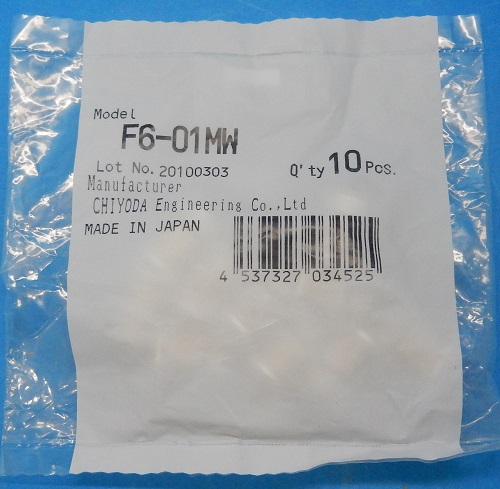 Model
F6-01MW
Lot No. 20100303 Q'ty 10 Pcs.
Manufacturer
CHIYODA Engineering Co.,Ltd
MADE IN JAPAN
4 537327 034525